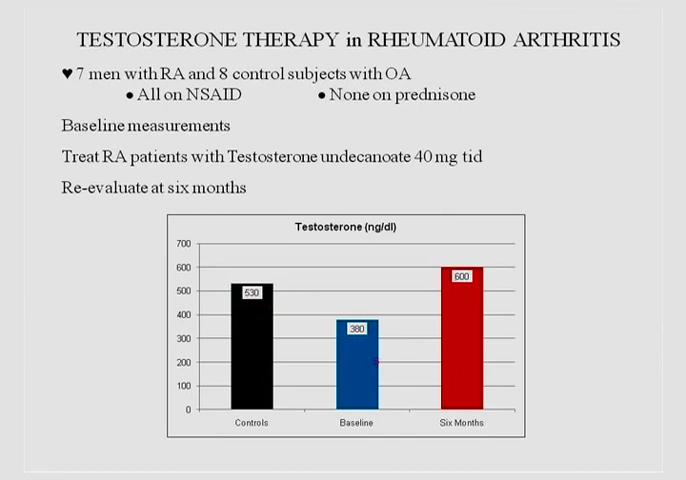 TESTOSTERONE THERAPY in RHEUMATOID ARTHRITIS
♥ 7 men with RA and 8 control subjects with OA
• All on NSAID • None on prednisone
Baseline measurements
Treat RA patients with Testosterone undecanoate 40 mg tid
Re-evaluate at six months
Testosterone (ng/dl)
700
600
500
400
300
200
100
0
530
380
600
Controls Baseline Six Months